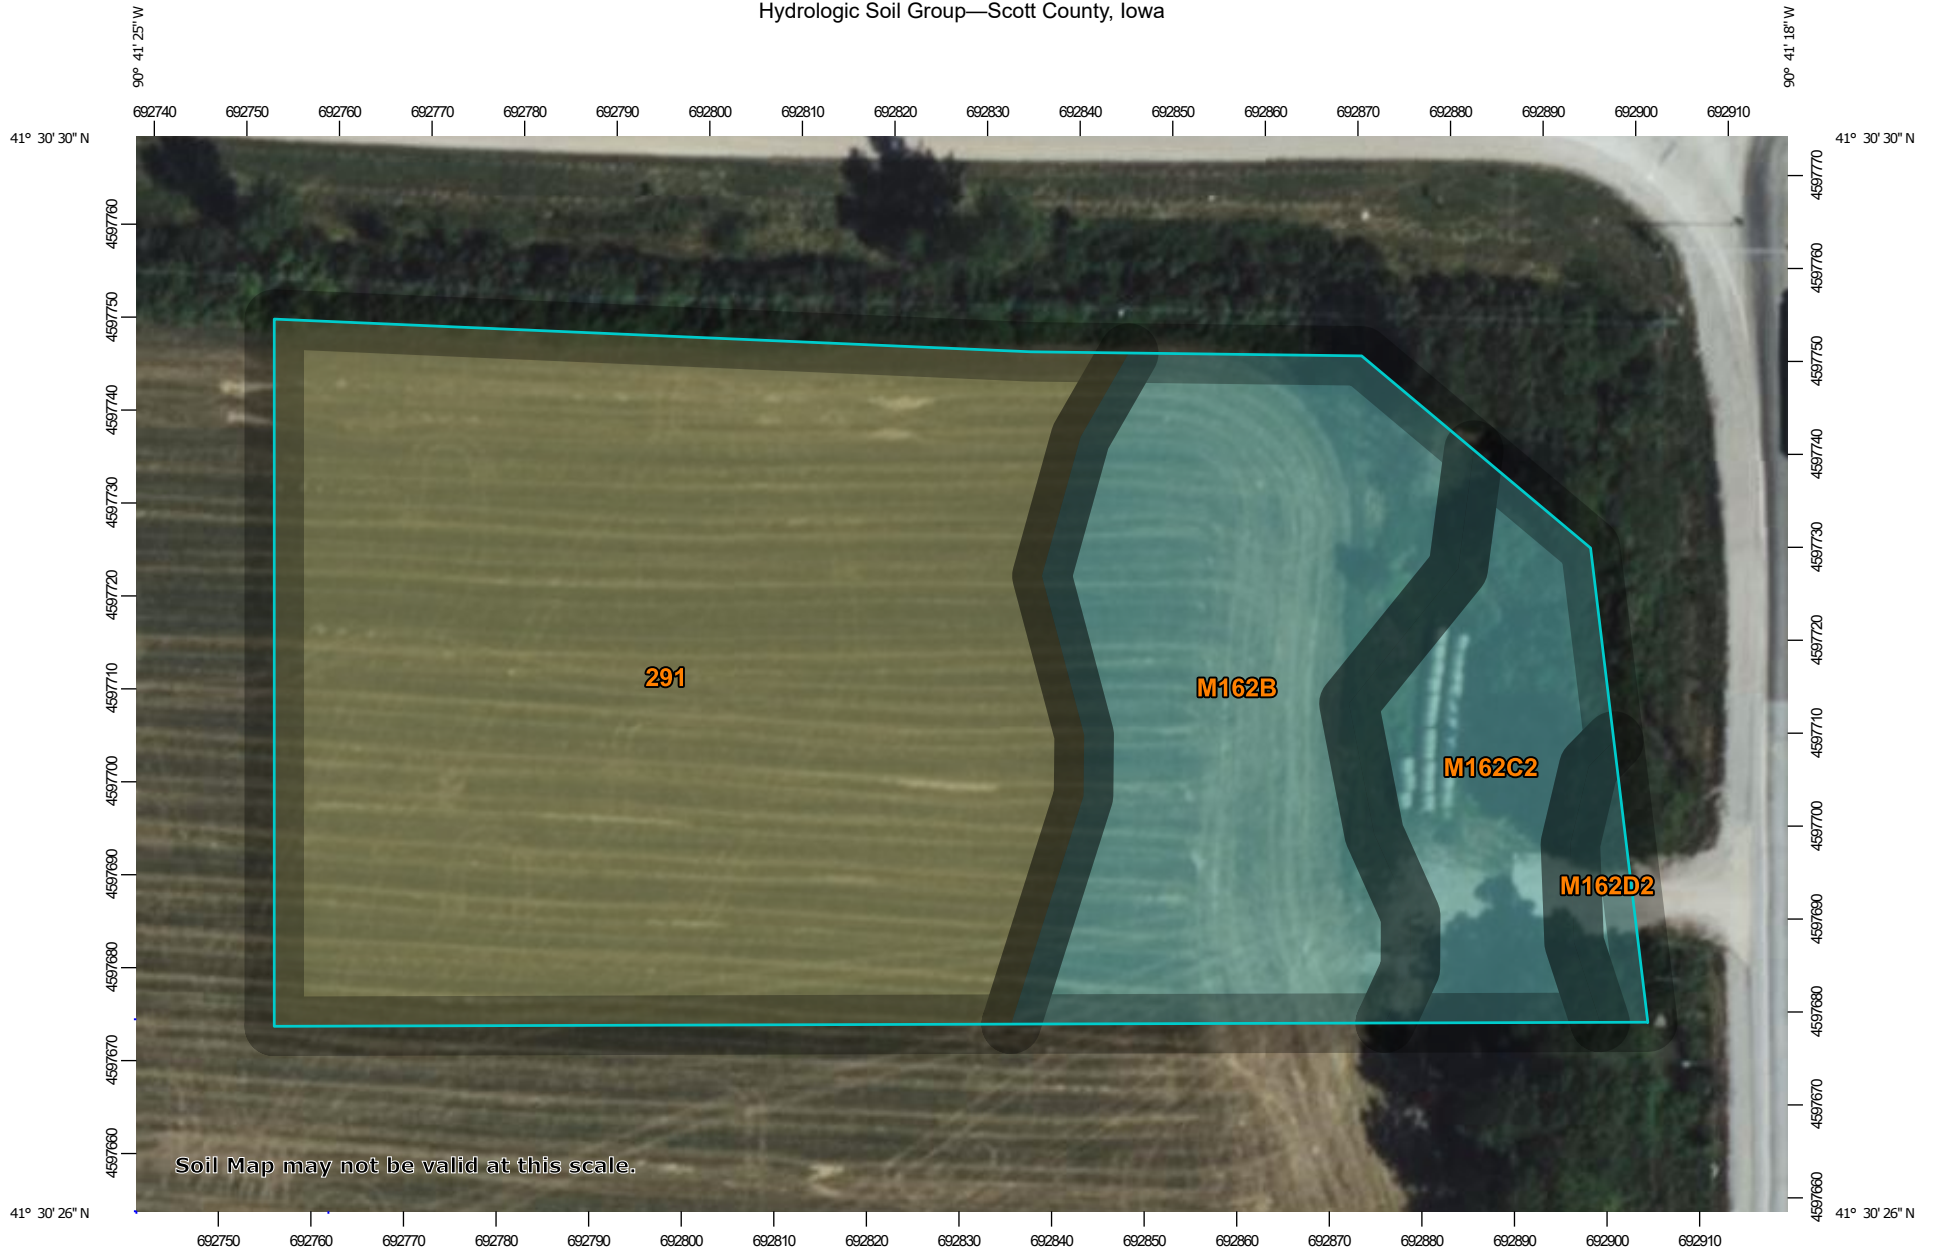 Hydrologic Soil Group—Scott County, Iowa
90° 41' 25" W
90° 41' 18" W
692740 692750 692760 692770 692780 692790 692800 692810 692820 692830 692840 692850 692860 692870 692880 692890 692900 692910
41° 30' 30" N
41° 30' 30" N
4597760
4597750
4597740
4597730
4597720
4597710
4597700
4597690
4597680
4597670
4597660
4597770
4597760
4597750
4597740
4597730
4597720
4597710
4597700
4597690
4597680
4597670
4597660
291
M162B
M162C2
M162D2
Soil Map may not be valid at this scale.
41° 30' 26" N
41° 30' 26" N
692750 692760 692770 692780 692790 692800 692810 692820 692830 692840 692850 692860 692870 692880 692890 692900 692910